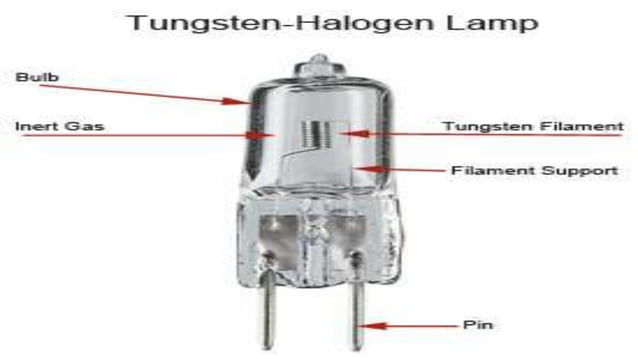 Tungsten-Halogen Lamp
Bulb
Inert Gas
Tungsten Filament
Filament Support
Pin